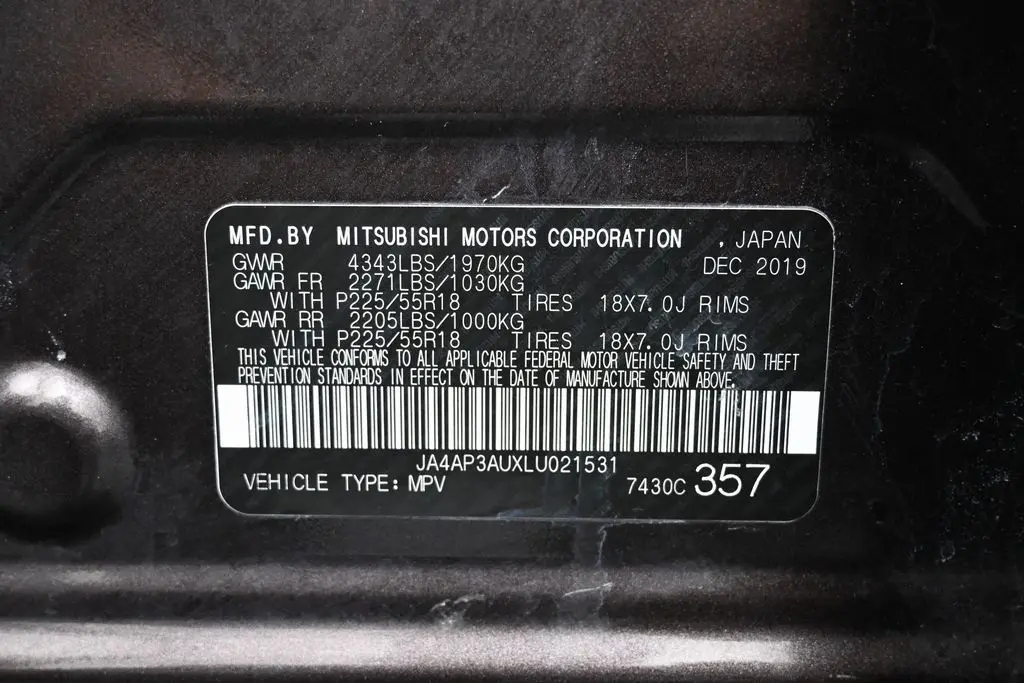 MFD.BY MITSUBISHI MOTORS CORPORATION , JAPAN
GVWR 4343LBS/1970KG DEC 2019
GAWR FR 2271LBS/1030KG
WITH P225/55R18 TIRES 18X7.0J RIMS
GAWR RR 2205LBS/1000KG
WITH P225/55R18 TIRES 18X7.0J RIMS
THIS VEHICLE CONFORMS TO ALL APPLICABLE FEDERAL MOTOR VEHICLE SAFETY AND THEFT
PREVENTION STANDARDS IN EFFECT ON THE DATE OF MANUFACTURE SHOWN ABOVE.
JA4AP3AUXLU021531
VEHICLE TYPE: MPV 7430C 357